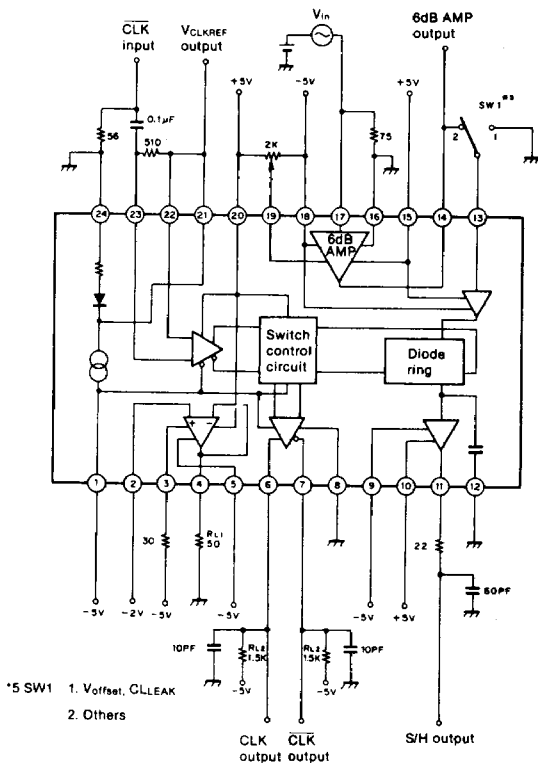 CLK input
VCLKREF output
Vin
6dB AMP output
+5V
-5V
+5V
SW1*5
0.1µF
56
510
2K
75
2
1
24
23
22
21
20
19
18
17
16
15
14
13
6dB AMP
Switch control circuit
Diode ring
+
−
1
2
3
4
5
6
7
8
9
10
11
12
30
RL1 50
22
-5V
-2V
-5V
-5V
-5V
+5V
60PF
10PF
RL2 1.5K
-5V
RL2 1.5K
-5V
10PF
*5 SW1 1. Voffset, CLLEAK
2. Others
CLK output
CLK output
S/H output